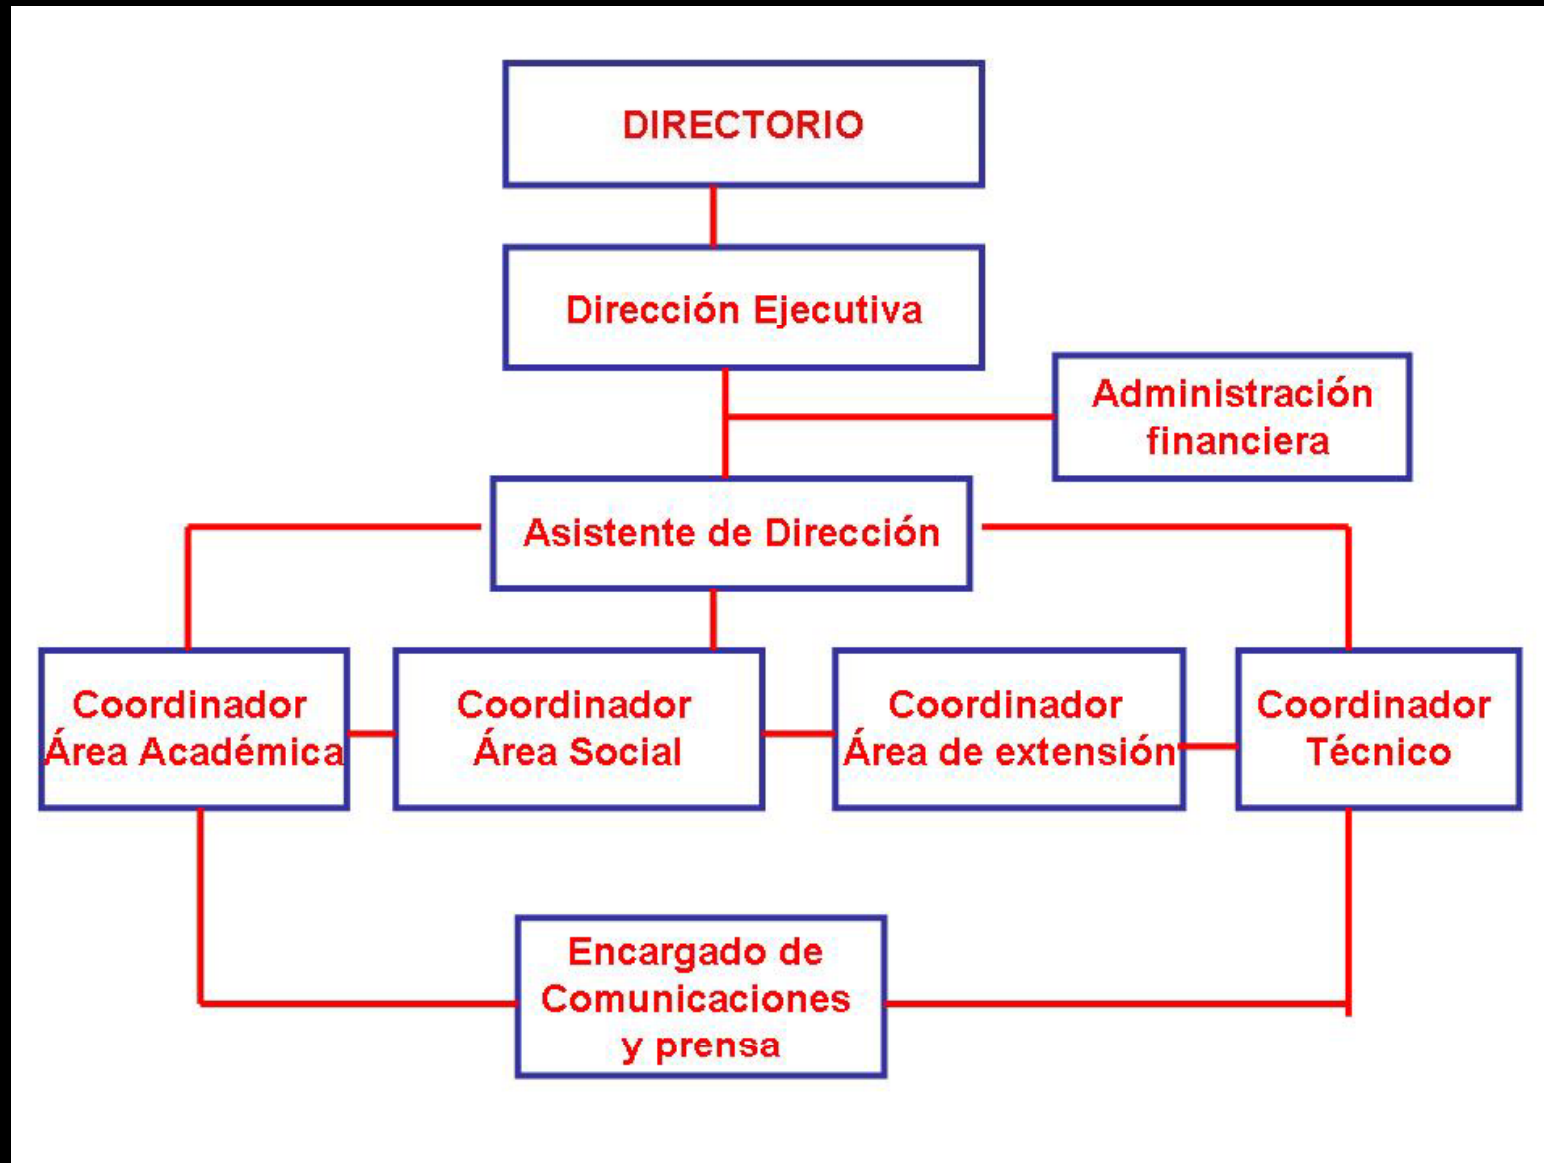 DIRECTORIO
Dirección Ejecutiva
Administración
financiera
Asistente de Dirección
Coordinador
Área Académica
Coordinador
Área Social
Coordinador
Área de extensión
Coordinador
Técnico
Encargado de
Comunicaciones
y prensa